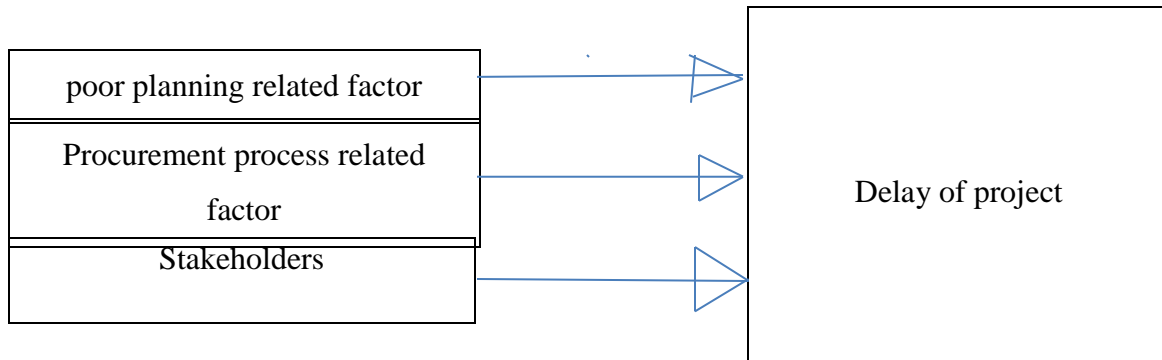 poor planning related factor
Procurement process related
factor
Stakeholders
Delay of project